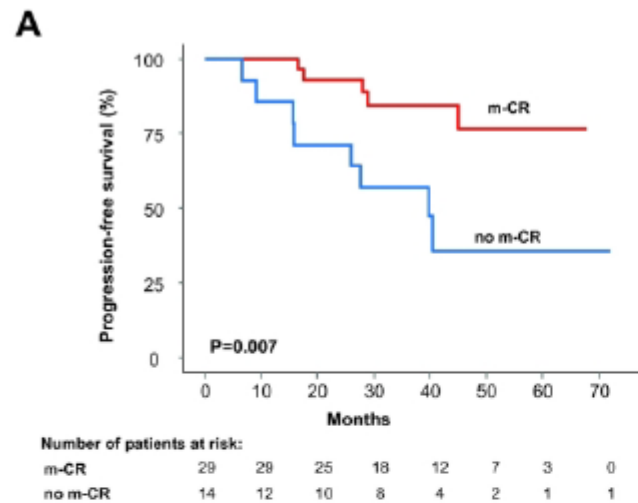 A
Progression-free survival (%)
100
75
50
25
0
m-CR
no m-CR
P=0.007
0 10 20 30 40 50 60 70
Months
Number of patients at risk:
m-CR 29 29 25 18 12 7 3 0
no m-CR 14 12 10 8 4 2 1 1